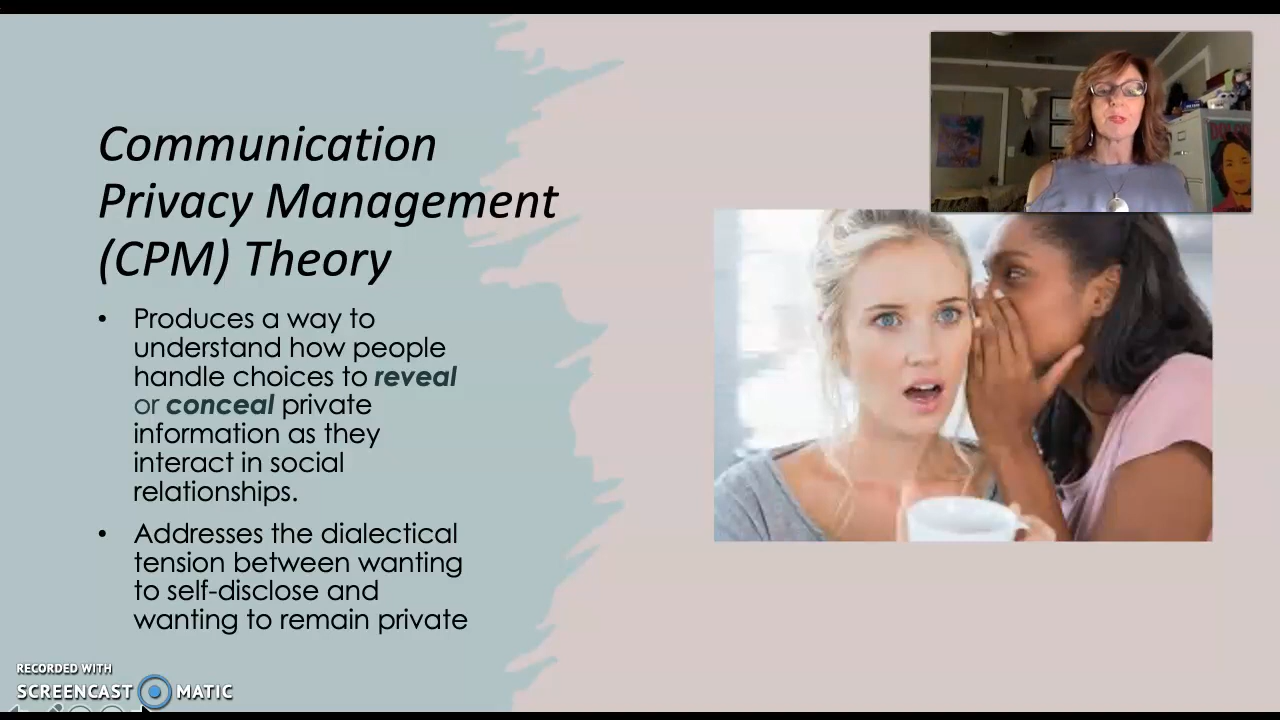 Communication
Privacy Management
(CPM) Theory
• Produces a way to
understand how people
handle choices to reveal
or conceal private
information as they
interact in social
relationships.
• Addresses the dialectical
tension between wanting
to self-disclose and
wanting to remain private
RECORDED WITH
SCREENCAST MATIC